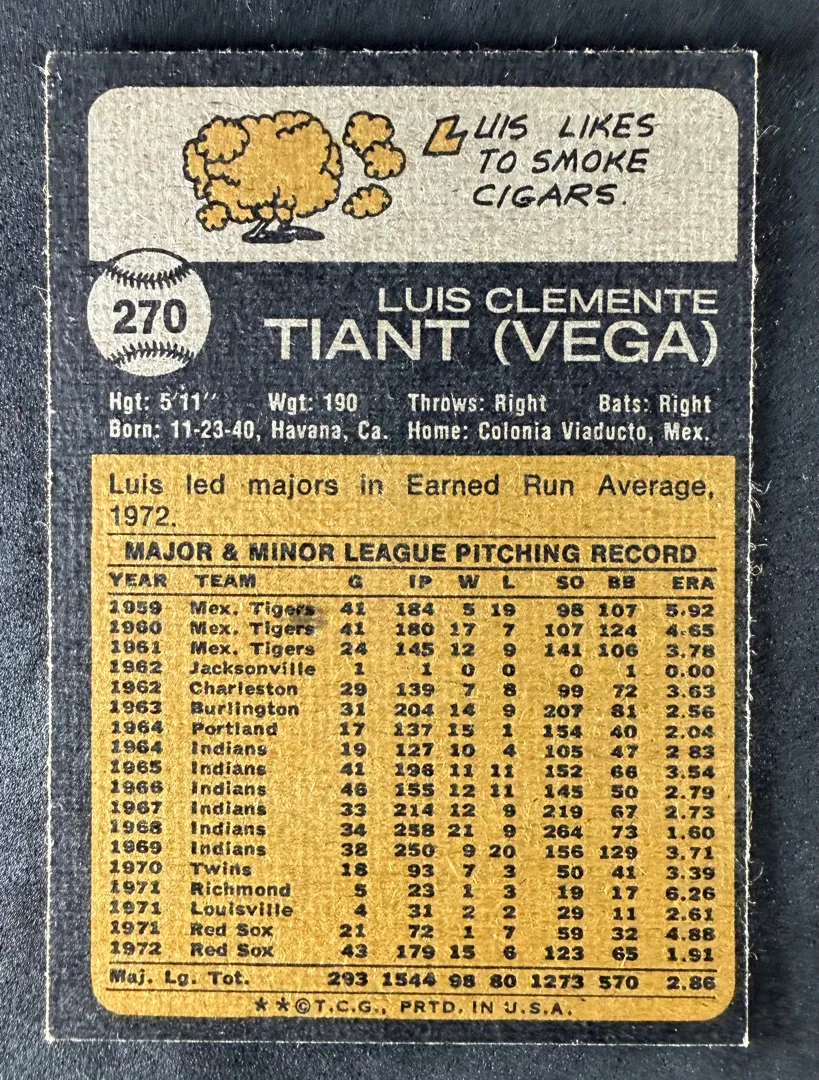 LUIS LIKES
TO SMOKE
CIGARS.
270
LUIS CLEMENTE
TIANT (VEGA)
Hgt: 5'11" Wgt: 190 Throws: Right Bats: Right
Born: 11-23-40, Havana, Ca. Home: Colonia Viaducto, Mex.
Luis led majors in Earned Run Average,
1972.
MAJOR & MINOR LEAGUE PITCHING RECORD
YEAR TEAM G IP W L SO BB ERA
1959 Mex. Tigers 41 184 5 19 98 107 5.92
1960 Mex. Tigers 41 180 17 7 107 124 4.65
1961 Mex. Tigers 24 145 12 9 141 106 3.78
1962 Jacksonville 1 1 0 0 0 1 0.00
1962 Charleston 29 139 7 8 99 72 3.63
1963 Burlington 31 204 14 9 207 81 2.56
1964 Portland 17 137 15 1 154 40 2.04
1964 Indians 19 127 10 4 105 47 2 83
1965 Indians 41 196 11 11 152 66 3.54
1966 Indians 46 155 12 11 145 50 2.79
1967 Indians 33 214 12 9 219 67 2.73
1968 Indians 34 258 21 9 264 73 1.60
1969 Indians 38 250 9 20 156 129 3.71
1970 Twins 18 93 7 3 50 41 3.39
1971 Richmond 5 23 1 3 19 17 6.26
1971 Louisville 4 31 2 2 29 11 2.61
1971 Red Sox 21 72 1 7 59 32 4.88
1972 Red Sox 43 179 15 6 123 65 1.91
Maj. Lg. Tot. 293 1544 98 80 1273 570 2.86
★★©T.C.G., PRTD. IN U.S.A.